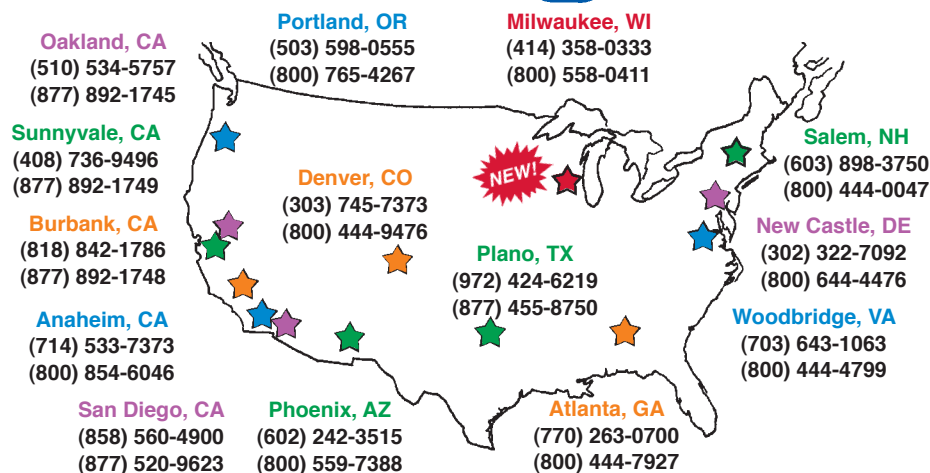 Portland, OR
(503) 598-0555
(800) 765-4267
Milwaukee, WI
(414) 358-0333
(800) 558-0411
Oakland, CA
(510) 534-5757
(877) 892-1745
Sunnyvale, CA
(408) 736-9496
(877) 892-1749
Burbank, CA
(818) 842-1786
(877) 892-1748
Anaheim, CA
(714) 533-7373
(800) 854-6046
San Diego, CA
(858) 560-4900
(877) 520-9623
Phoenix, AZ
(602) 242-3515
(800) 559-7388
Denver, CO
(303) 745-7373
(800) 444-9476
NEW!
Plano, TX
(972) 424-6219
(877) 455-8750
Atlanta, GA
(770) 263-0700
(800) 444-7927
Salem, NH
(603) 898-3750
(800) 444-0047
New Castle, DE
(302) 322-7092
(800) 644-4476
Woodbridge, VA
(703) 643-1063
(800) 444-4799